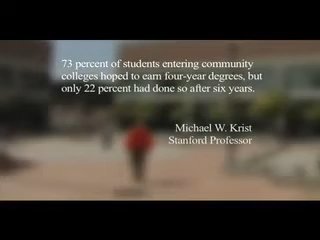 73 percent of students entering community
colleges hoped to earn four-year degrees, but
only 22 percent had done so after six years.
Michael W. Krist
Stanford Professor